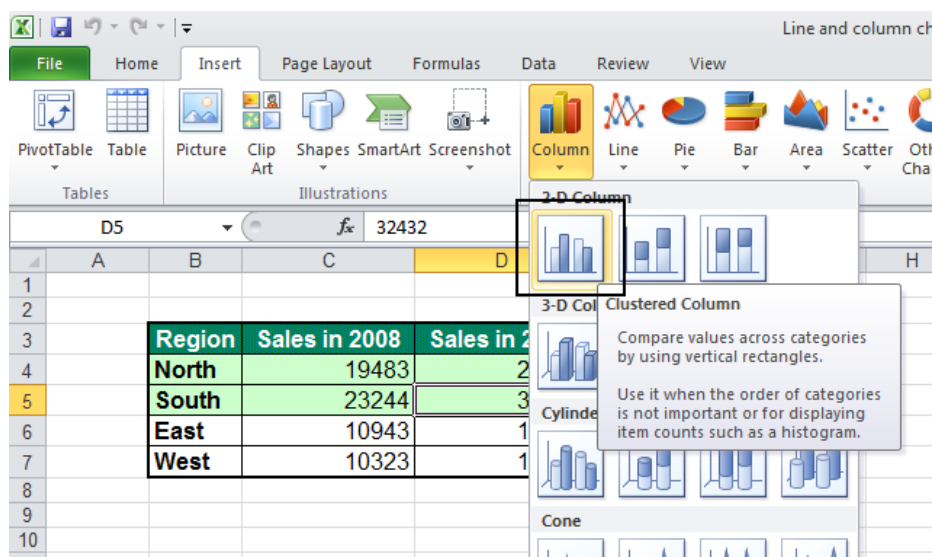 Line and column ch
File Home Insert Page Layout Formulas Data Review View
PivotTable Table Picture Clip Art Shapes SmartArt Screenshot Column Line Pie Bar Area Scatter Oth Cha
Tables Illustrations
2-D Column
D5 fx 32432
A B C D H
1
2
3 Region Sales in 2008 Sales in 2
4 North 19483 2
5 South 23244 3
6 East 10943 1
7 West 10323 1
8
9
10
3-D Col
Clustered Column
Compare values across categories
by using vertical rectangles.
Use it when the order of categories
is not important or for displaying
item counts such as a histogram.
Cylinde
Cone